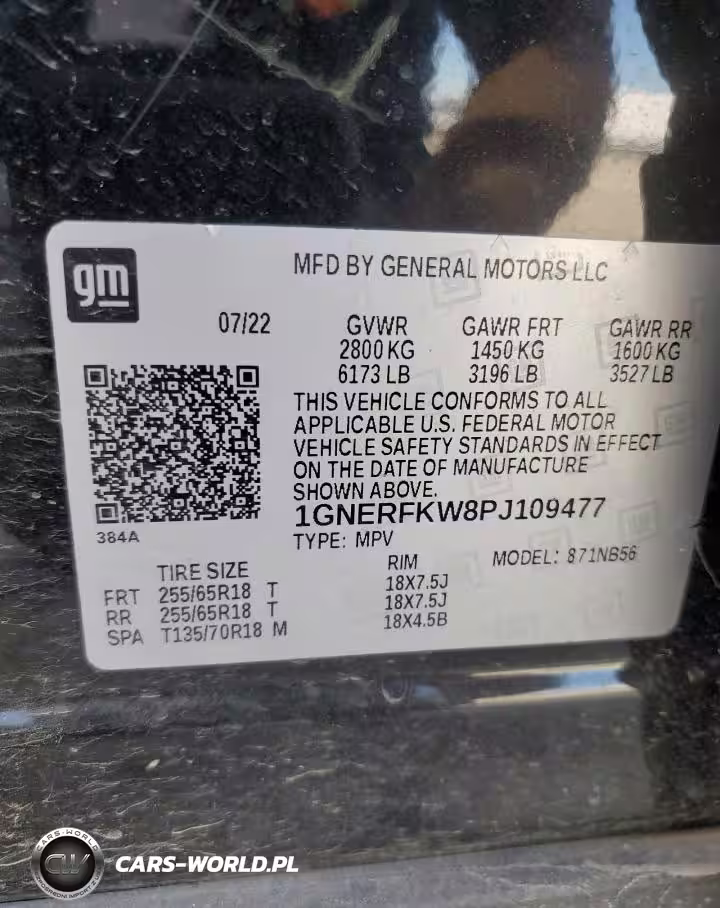 gm
MFD BY GENERAL MOTORS LLC
07/22 GVWR GAWR FRT GAWR RR
2800 KG 1450 KG 1600 KG
6173 LB 3196 LB 3527 LB
THIS VEHICLE CONFORMS TO ALL
APPLICABLE U.S. FEDERAL MOTOR
VEHICLE SAFETY STANDARDS IN EFFECT
ON THE DATE OF MANUFACTURE
SHOWN ABOVE.
1GNERFKW8PJ109477
384A
TYPE: MPV MODEL: 871NB56
TIRE SIZE RIM
FRT 255/65R18 T 18X7.5J
RR 255/65R18 T 18X7.5J
SPA T135/70R18 M 18X4.5B
CARS-WORLD
CW
CARS-WORLD.PL